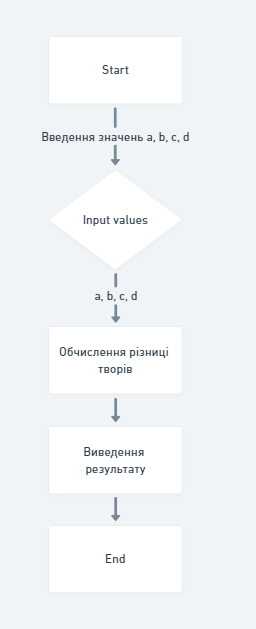 Start
Введення значень a, b, c, d
Input values
a, b, c, d
Обчислення різниці
творів
Виведення
результату
End